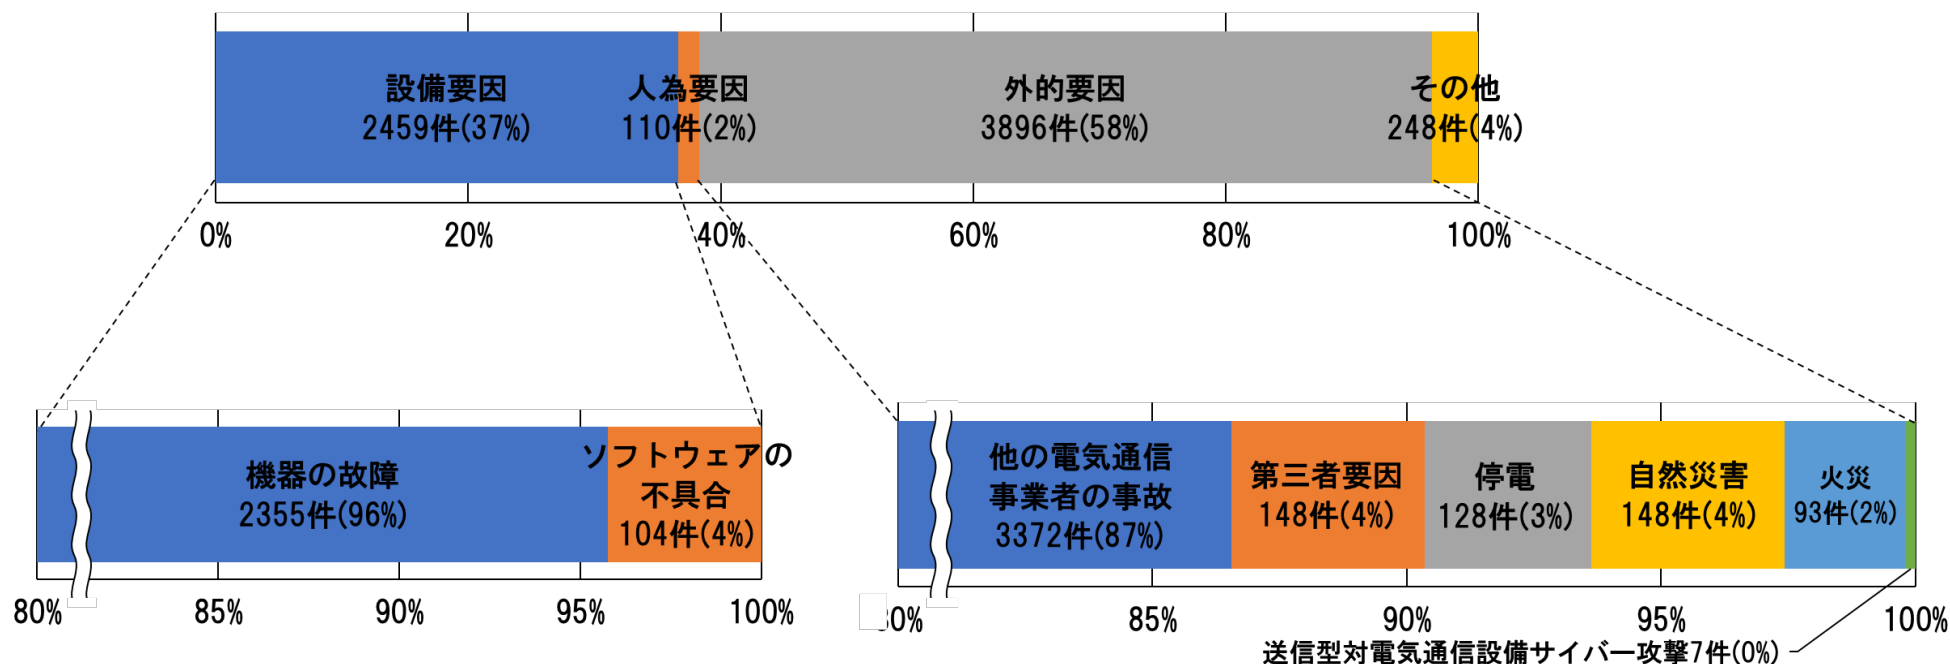 設備要因
2459件(37%)
人為要因
110件(2%)
外的要因
3896件(58%)
その他
248件(4%)
0%
20%
40%
60%
80%
100%
機器の故障
2355件(96%)
ソフトウェアの
不具合
104件(4%)
80%
85%
90%
95%
100%
他の電気通信
事業者の事故
3372件(87%)
第三者要因
148件(4%)
停電
128件(3%)
自然災害
148件(4%)
火災
93件(2%)
80%
85%
90%
95%
100%
送信型対電気通信設備サイバー攻撃7件(0%)